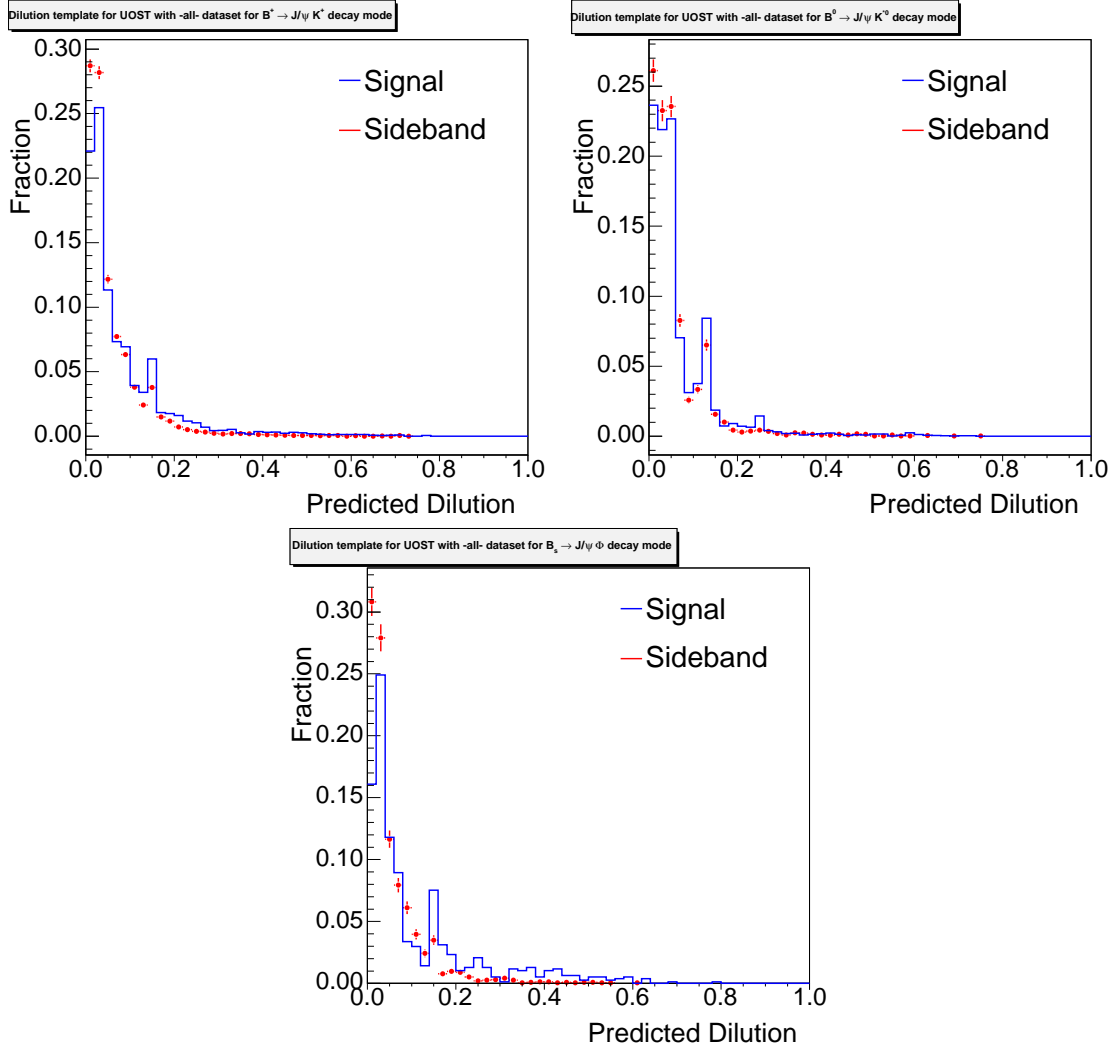 Dilution template for UOST with -all- dataset for B⁺ → J/ψ K⁺ decay mode
Fraction
0.30
0.25
0.20
0.15
0.10
0.05
0.00
Signal
Sideband
0.0 0.2 0.4 0.6 0.8 1.0
Predicted Dilution
Dilution template for UOST with -all- dataset for B⁰ → J/ψ K*⁰ decay mode
Fraction
0.25
0.20
0.15
0.10
0.05
0.00
Signal
Sideband
0.0 0.2 0.4 0.6 0.8 1.0
Predicted Dilution
Dilution template for UOST with -all- dataset for Bₛ → J/ψ Φ decay mode
Fraction
0.30
0.25
0.20
0.15
0.10
0.05
0.00
Signal
Sideband
0.0 0.2 0.4 0.6 0.8 1.0
Predicted Dilution